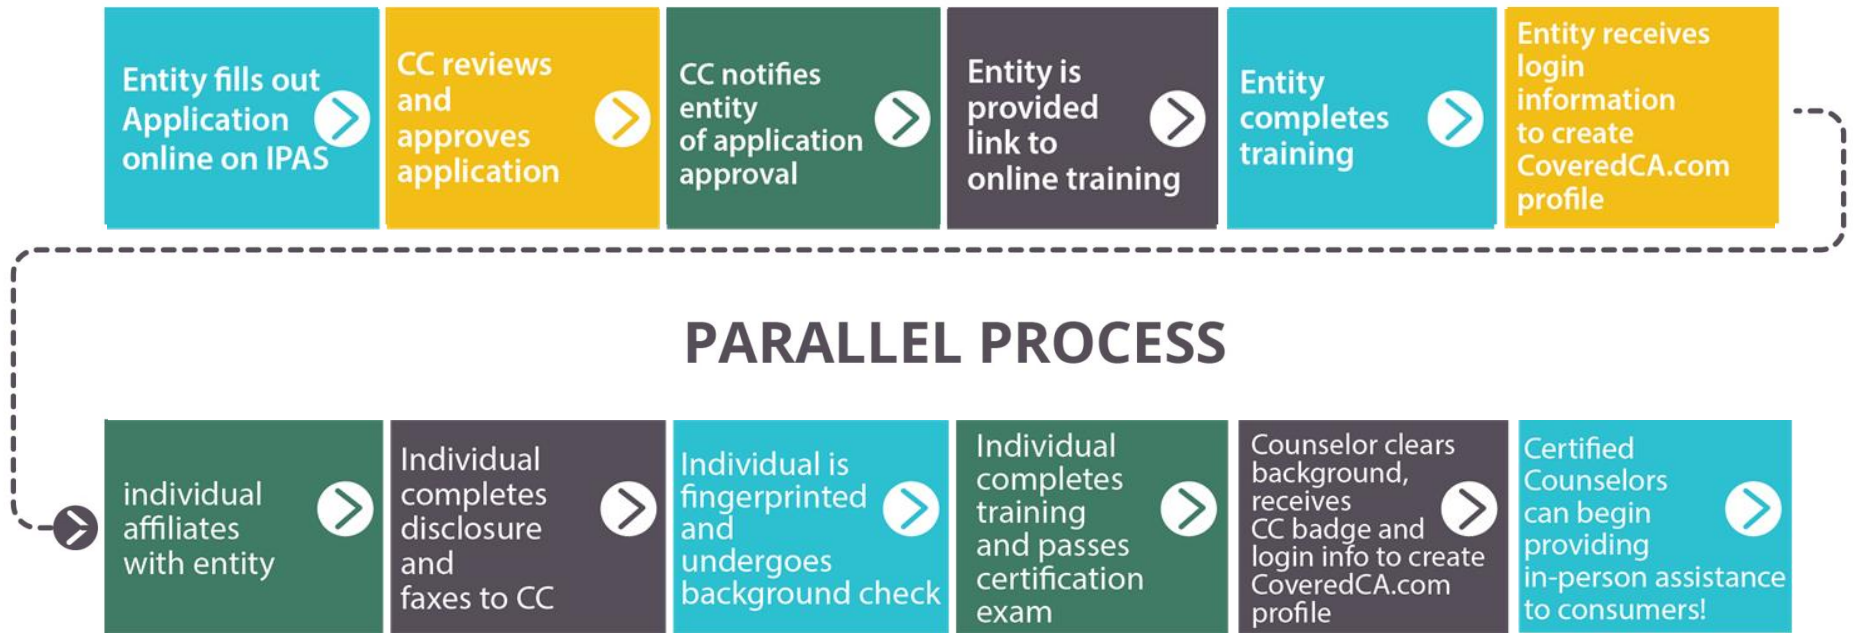 Entity fills out
Application
online on IPAS
CC reviews
and
approves
application
CC notifies
entity
of application
approval
Entity is
provided
link to
online training
Entity
completes
training
Entity receives
login
information
to create
CoveredCA.com
profile
PARALLEL PROCESS
individual
affiliates
with entity
Individual
completes
disclosure
and
faxes to CC
Individual is
fingerprinted
and
undergoes
background check
Individual
completes
training
and passes
certification
exam
Counselor clears
background,
receives
CC badge and
login info to create
CoveredCA.com
profile
Certified
Counselors
can begin
providing
in-person assistance
to consumers!